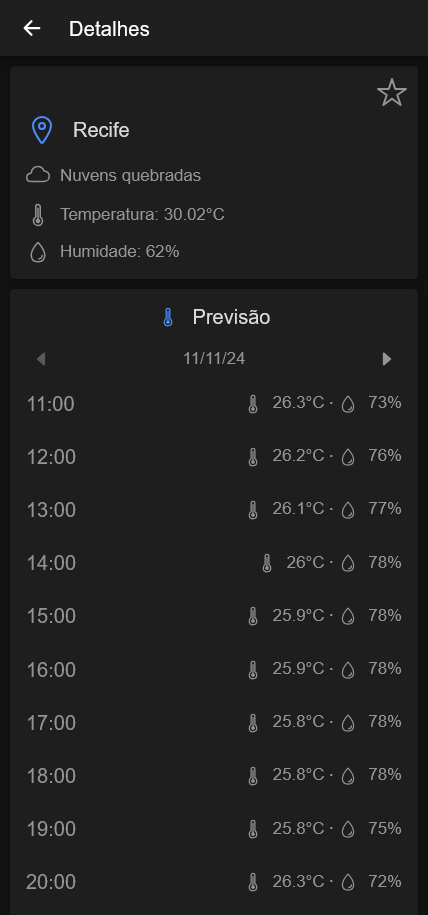 Detalhes
Recife
Nuvens quebradas
Temperatura: 30.02°C
Humidade: 62%
Previsão
11/11/24
11:00 26.3°C · 73%
12:00 26.2°C · 76%
13:00 26.1°C · 77%
14:00 26°C · 78%
15:00 25.9°C · 78%
16:00 25.9°C · 78%
17:00 25.8°C · 78%
18:00 25.8°C · 78%
19:00 25.8°C · 75%
20:00 26.3°C · 72%